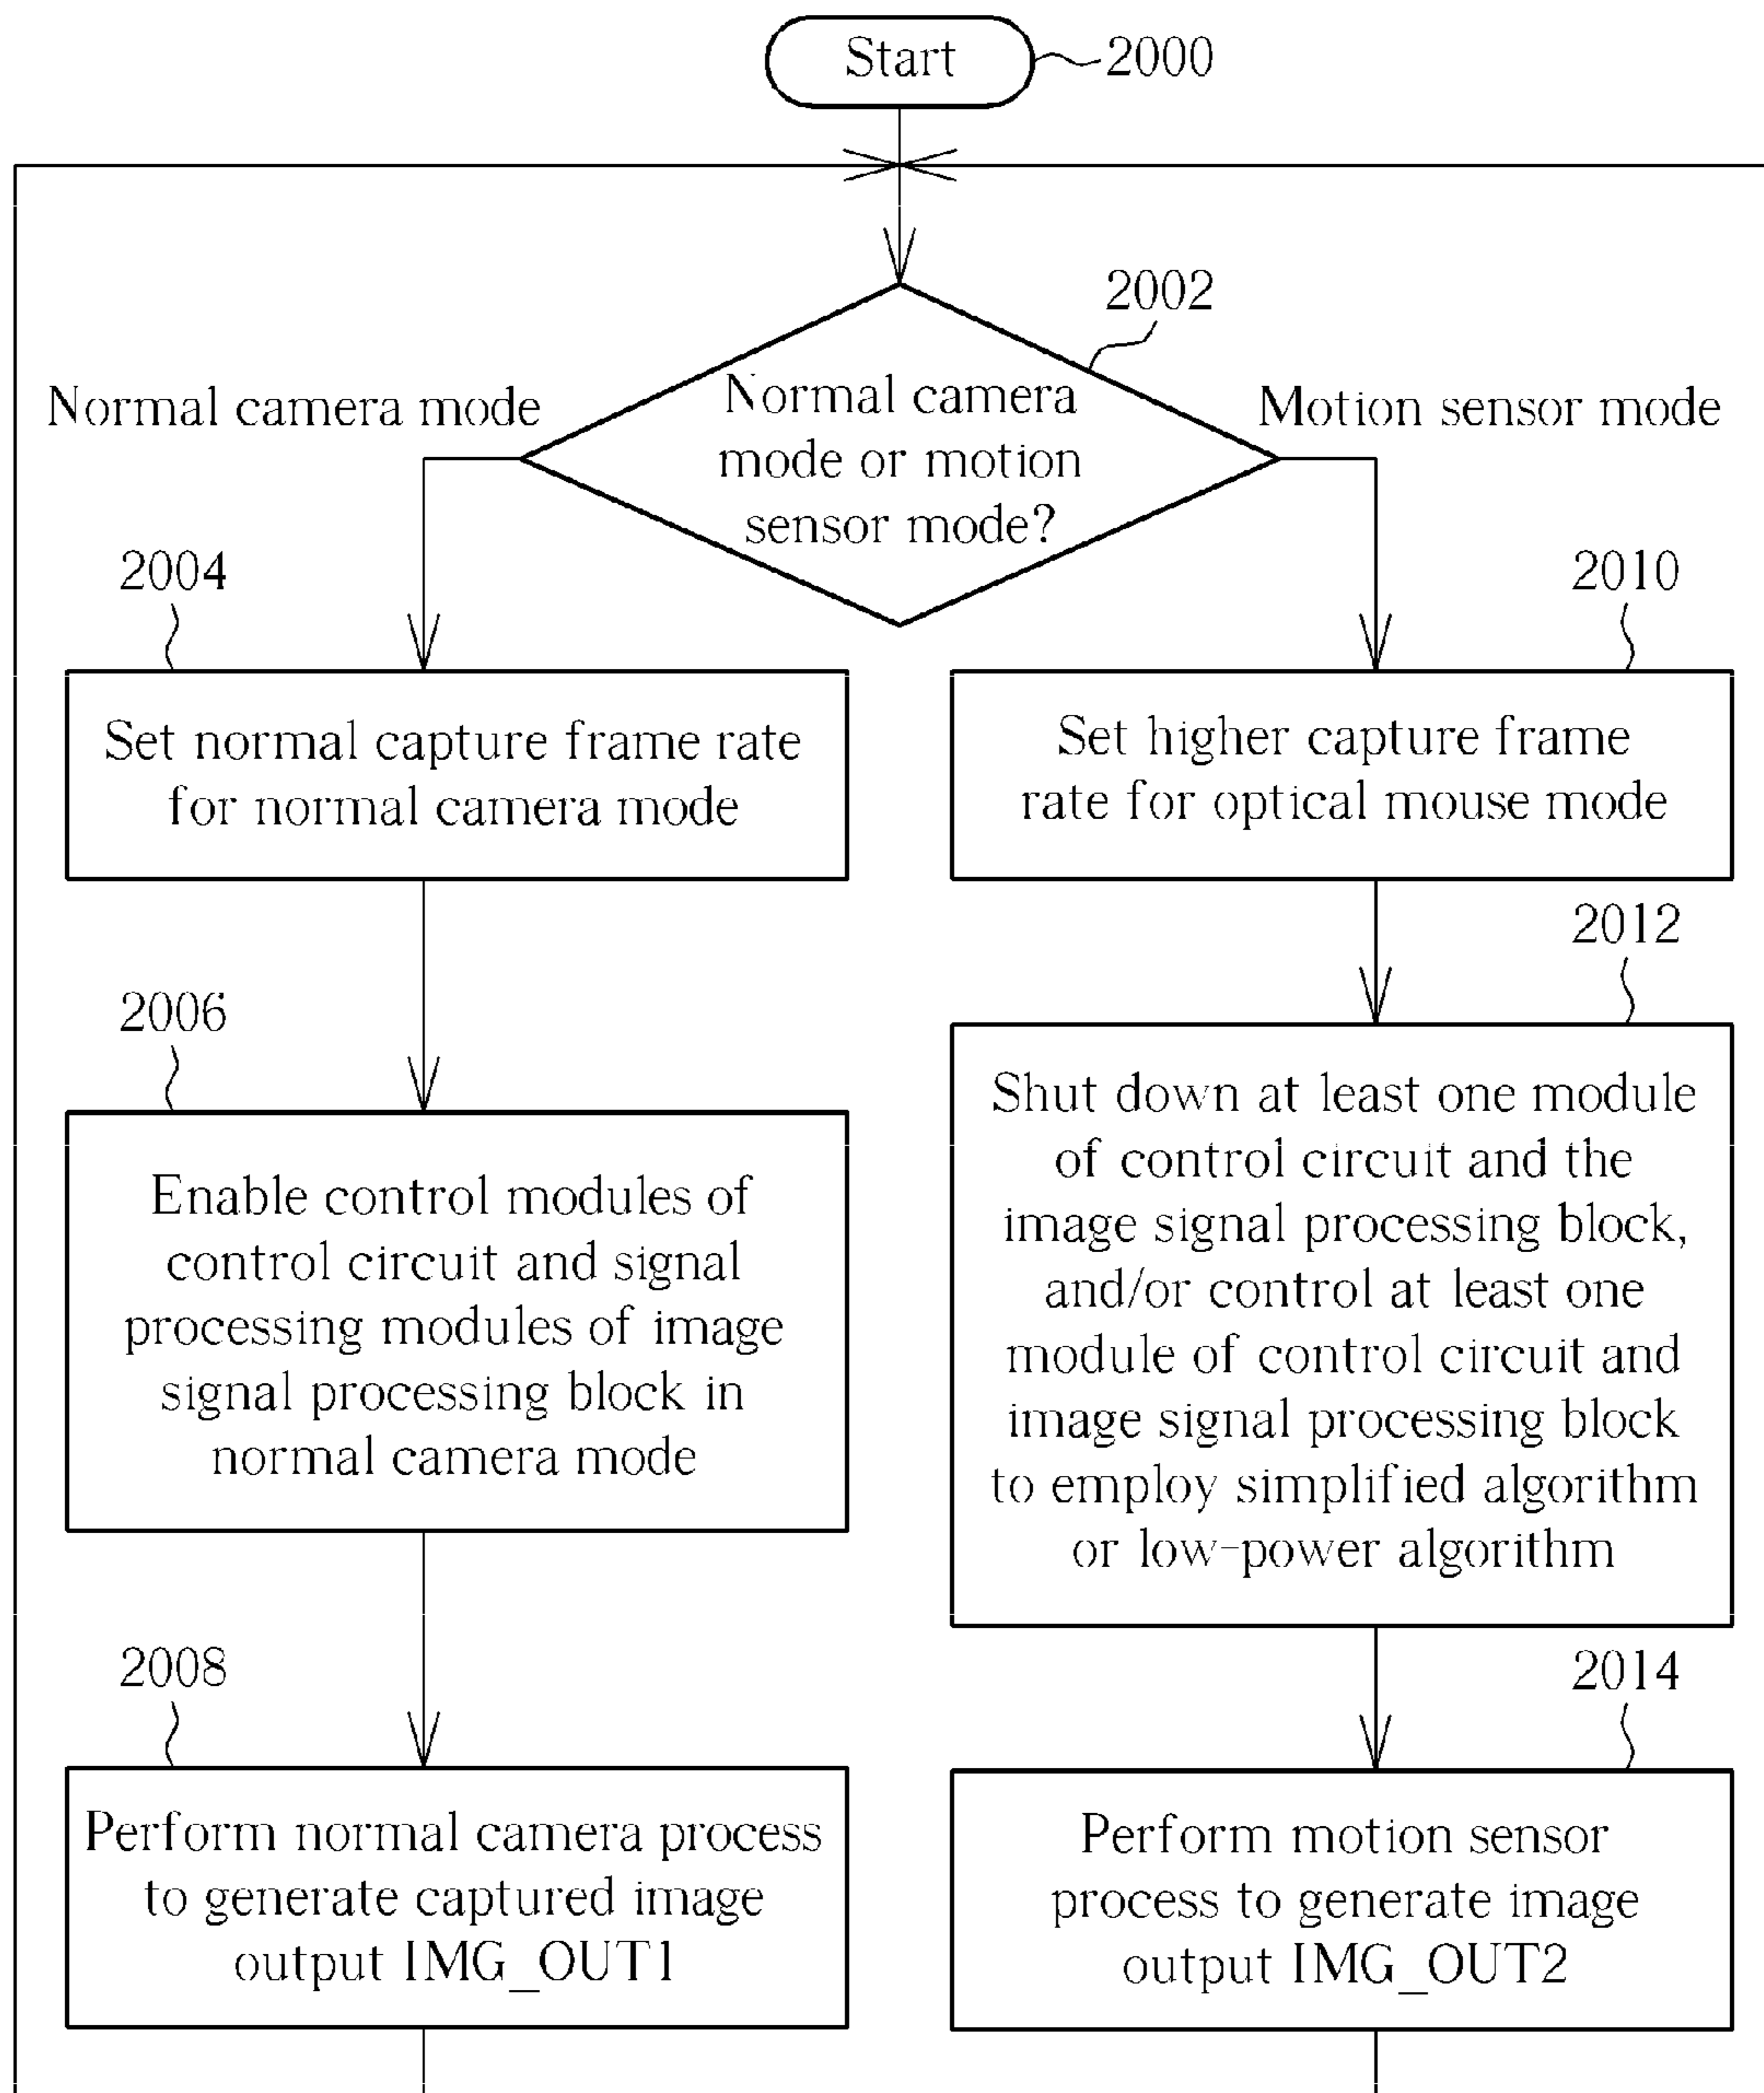 Start
2000
2002
Normal camera mode
Normal camera
mode or motion
sensor mode?
Motion sensor mode
2004
Set normal capture frame rate
for normal camera mode
2006
Enable control modules of
control circuit and signal
processing modules of image
signal processing block in
normal camera mode
2008
Perform normal camera process
to generate captured image
output IMG_OUT1
2010
Set higher capture frame
rate for optical mouse mode
2012
Shut down at least one module
of control circuit and the
image signal processing block,
and/or control at least one
module of control circuit and
image signal processing block
to employ simplified algorithm
or low-power algorithm
2014
Perform motion sensor
process to generate image
output IMG_OUT2